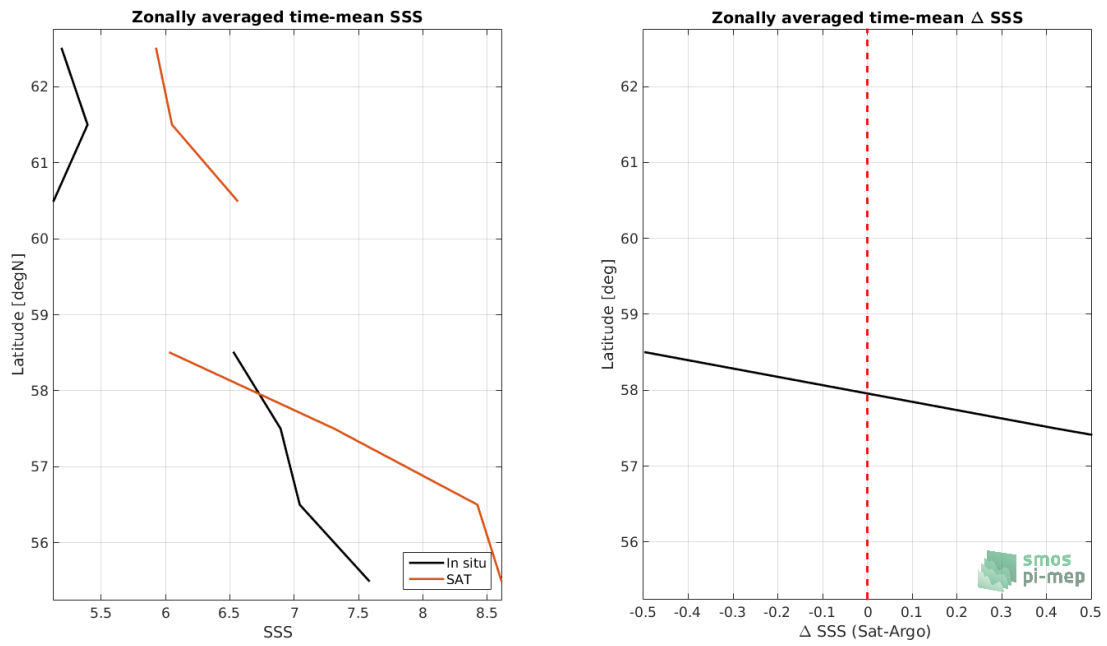 Zonally averaged time-mean SSS
62
61
60
59
58
57
56
Latitude [degN]
5.5 6 6.5 7 7.5 8 8.5
SSS
In situ
SAT
Zonally averaged time-mean Δ SSS
62
61
60
59
58
57
56
Latitude [deg]
-0.5 -0.4 -0.3 -0.2 -0.1 0 0.1 0.2 0.3 0.4 0.5
Δ SSS (Sat-Argo)
smos
pi-mep